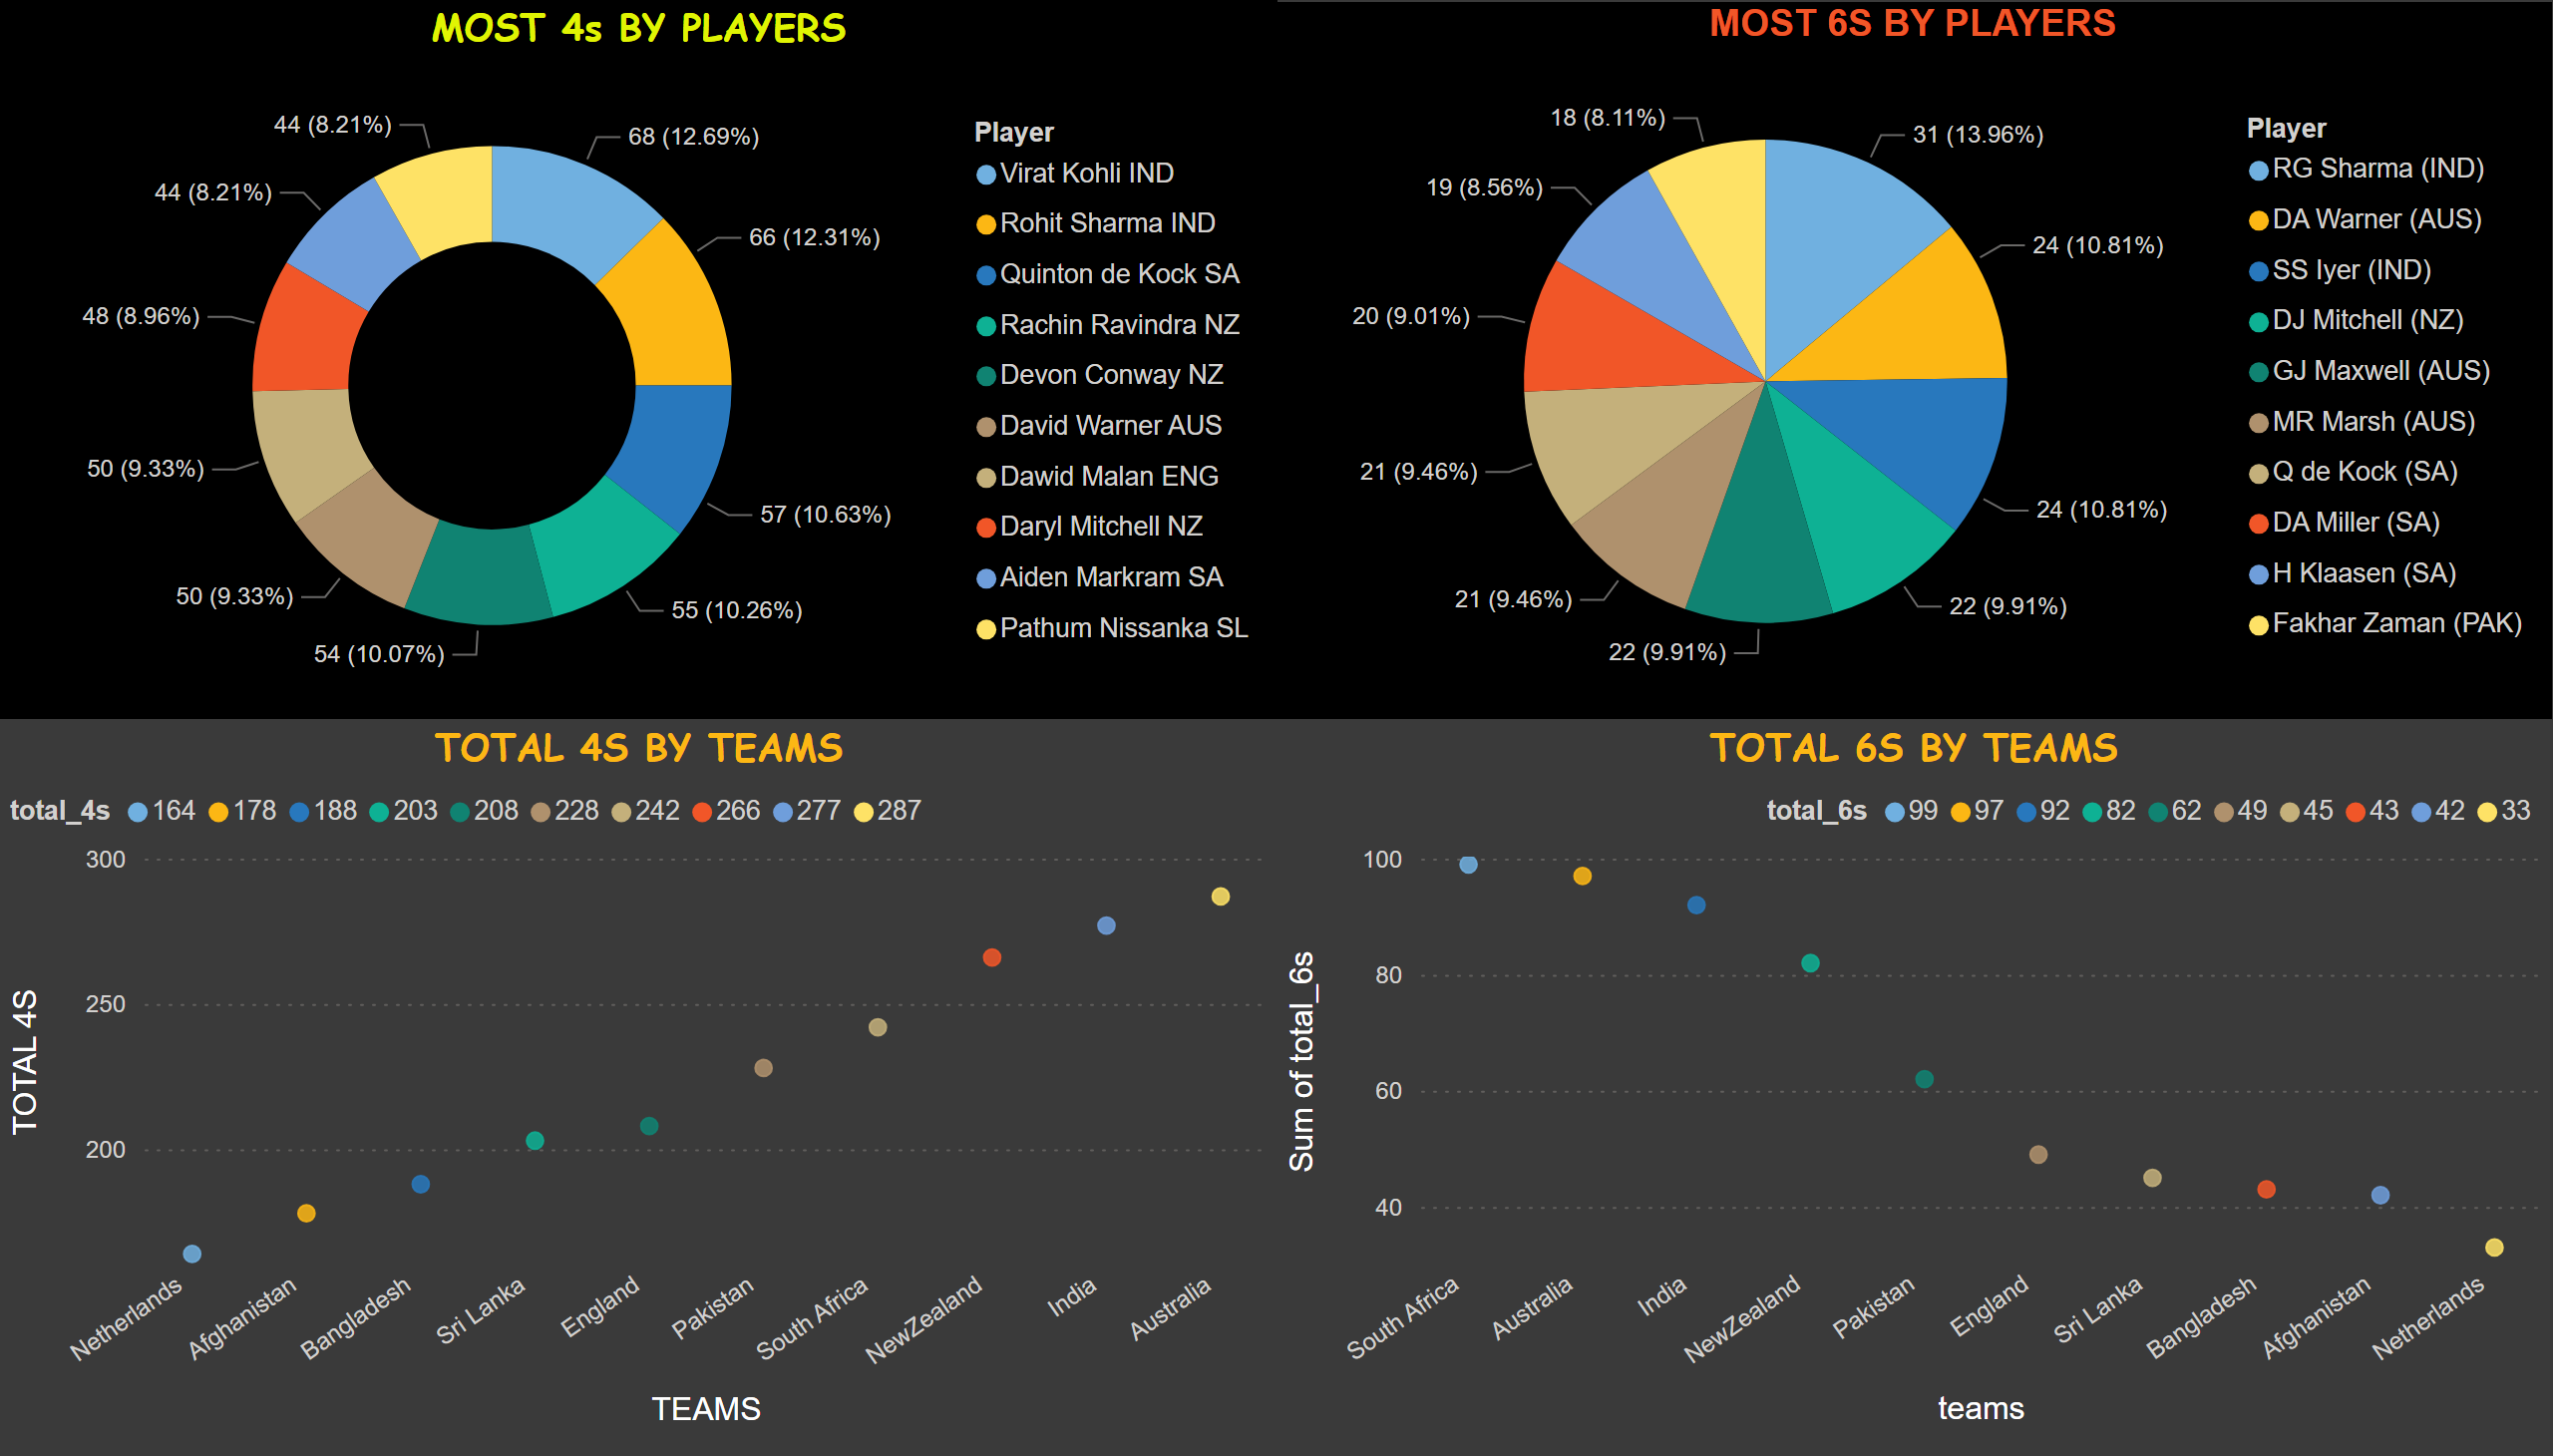 MOST 4s BY PLAYERS
44 (8.21%)
68 (12.69%)
44 (8.21%)
66 (12.31%)
48 (8.96%)
57 (10.63%)
50 (9.33%)
50 (9.33%)
55 (10.26%)
54 (10.07%)
Player
Virat Kohli IND
Rohit Sharma IND
Quinton de Kock SA
Rachin Ravindra NZ
Devon Conway NZ
David Warner AUS
Dawid Malan ENG
Daryl Mitchell NZ
Aiden Markram SA
Pathum Nissanka SL
MOST 6S BY PLAYERS
18 (8.11%)
31 (13.96%)
19 (8.56%)
24 (10.81%)
20 (9.01%)
21 (9.46%)
24 (10.81%)
21 (9.46%)
22 (9.91%)
22 (9.91%)
Player
RG Sharma (IND)
DA Warner (AUS)
SS Iyer (IND)
DJ Mitchell (NZ)
GJ Maxwell (AUS)
MR Marsh (AUS)
Q de Kock (SA)
DA Miller (SA)
H Klaasen (SA)
Fakhar Zaman (PAK)
TOTAL 4S BY TEAMS
total_4s 164 178 188 203 208 228 242 266 277 287
TOTAL 4S
300
250
200
Netherlands
Afghanistan
Bangladesh
Sri Lanka
England
Pakistan
South Africa
NewZealand
India
Australia
TEAMS
TOTAL 6S BY TEAMS
total_6s 99 97 92 82 62 49 45 43 42 33
Sum of total_6s
100
80
60
40
South Africa
Australia
India
NewZealand
Pakistan
England
Sri Lanka
Bangladesh
Afghanistan
Netherlands
teams